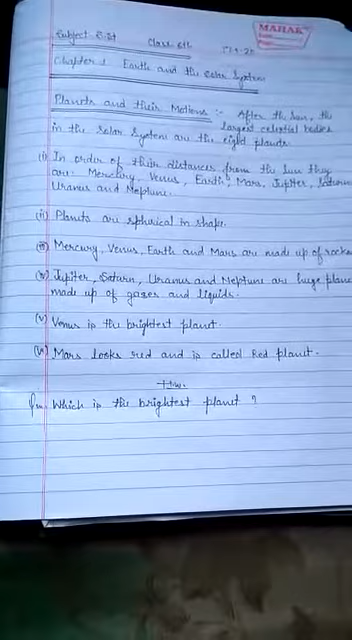 MAHAK
Subject S.St Class 6th
Chapter 1 Earth and the Solar System
Planets and their Motions :- After the Sun, the
largest celestial bodies
in the Solar System are the eight planets.
(i) In order of their distances from the Sun they
are Mercury, Venus, Earth, Mars, Jupiter, Saturn
Uranus and Neptune.
(ii) Planets are spherical in shape.
(iii) Mercury, Venus, Earth and Mars are made up of rocks
(iv) Jupiter, Saturn, Uranus and Neptune are huge plane
made up of gases and liquids.
(v) Venus is the brightest planet.
(vi) Mars looks red and is called Red planet.
H.W.
Which is the brightest planet ?